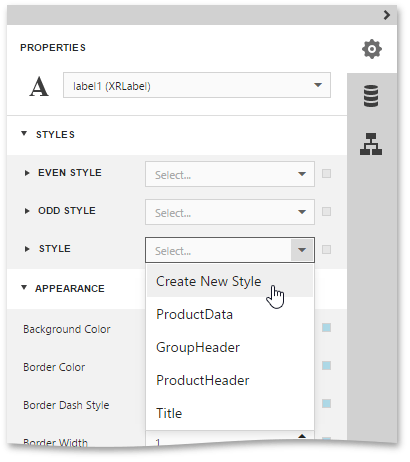 PROPERTIES
A label1 (XRLabel)
STYLES
EVEN STYLE Select...
ODD STYLE Select...
STYLE Select...
Create New Style
APPEARANCE
ProductData
Background Color
GroupHeader
Border Color
ProductHeader
Border Dash Style
Title
Border Width 1